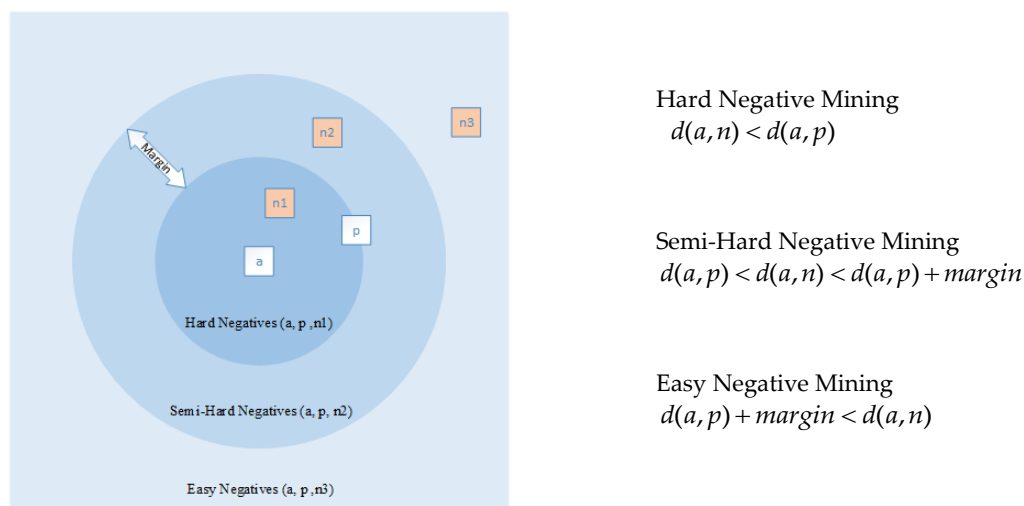 n3
n2
Margin
n1
p
a
Hard Negatives (a, p ,n1)
Semi-Hard Negatives (a, p, n2)
Easy Negatives (a, p ,n3)
Hard Negative Mining
d(a,n) < d(a,p)
Semi-Hard Negative Mining
d(a,p) < d(a,n) < d(a,p) + margin
Easy Negative Mining
d(a,p) + margin < d(a,n)